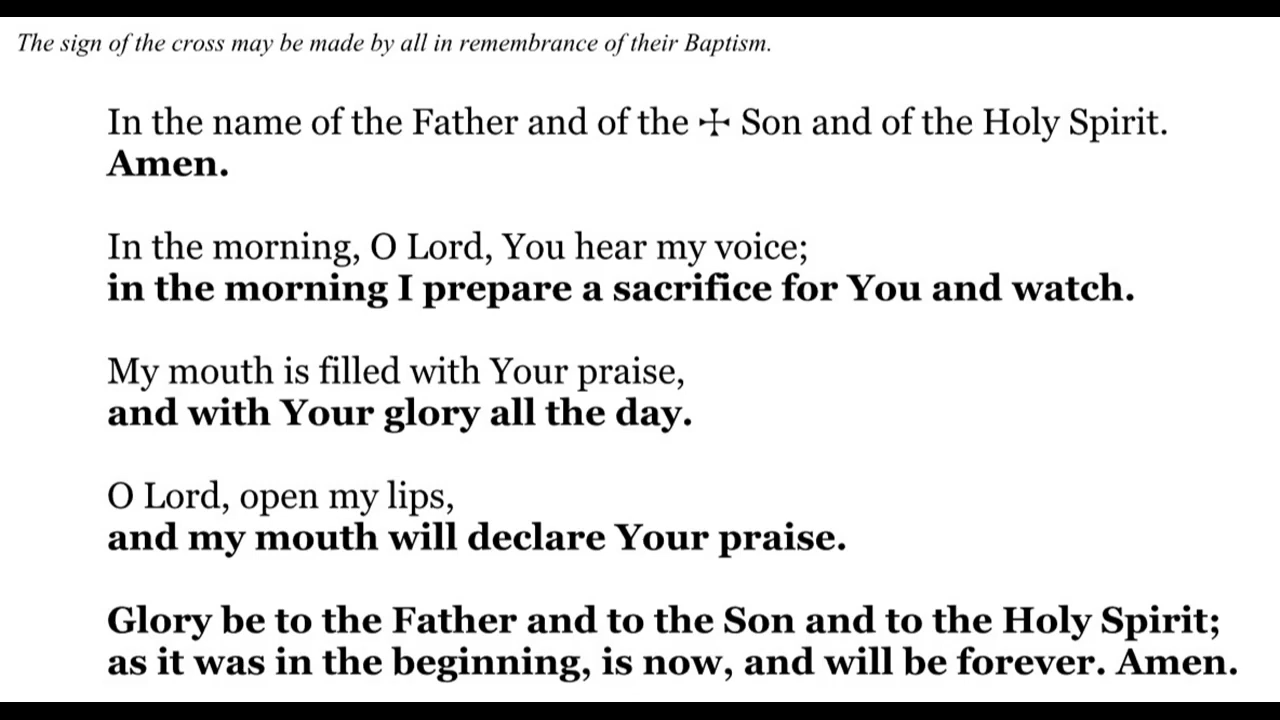 The sign of the cross may be made by all in remembrance of their Baptism.
In the name of the Father and of the ☩ Son and of the Holy Spirit.
Amen.
In the morning, O Lord, You hear my voice;
in the morning I prepare a sacrifice for You and watch.
My mouth is filled with Your praise,
and with Your glory all the day.
O Lord, open my lips,
and my mouth will declare Your praise.
Glory be to the Father and to the Son and to the Holy Spirit;
as it was in the beginning, is now, and will be forever. Amen.